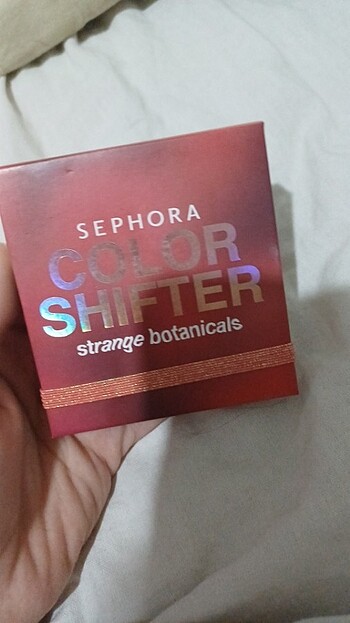 SEPHORA
COLOR
SHIFTER
strange botanicals